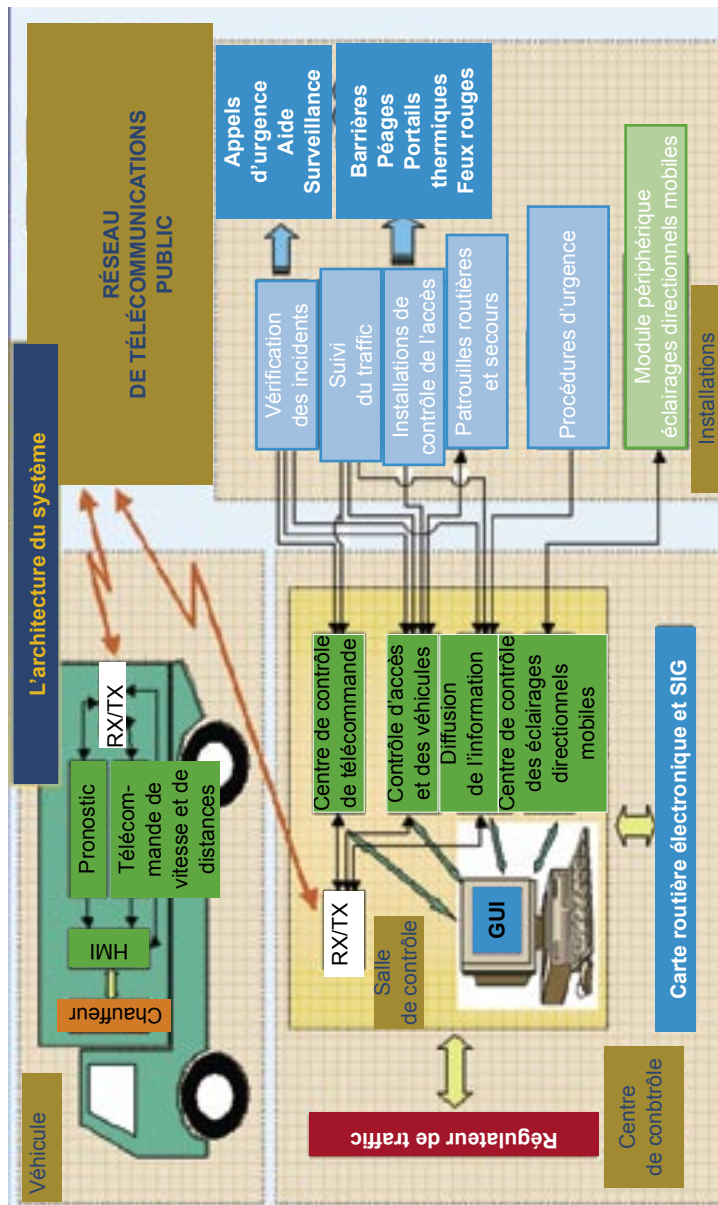 L'architecture du système
Véhicule
Chauffeur
HMI
Pronostic
Télécom-
mande de
vitesse et de
distances
RX/TX
RÉSEAU
DE TÉLÉCOMMUNICATIONS
PUBLIC
Régulateur de traffic
Salle
de contrôle
RX/TX
GUI
Centre de contrôle
de télécommande
Contrôle d'accès
et des véhicules
Diffusion
de l'information
Centre de contrôle
des éclairages
directionnels
mobiles
Centre
de conbtrôle
Carte routière électronique et SIG
Vérification
des incidents
Suivi
du traffic
Installations de
contrôle de l'accès
Patrouilles routières
et secours
Procédures d'urgence
Module périphérique
éclairages directionnels mobiles
Appels
d'urgence
Aide
Surveillance
Barrières
Péages
Portails
thermiques
Feux rouges
Installations